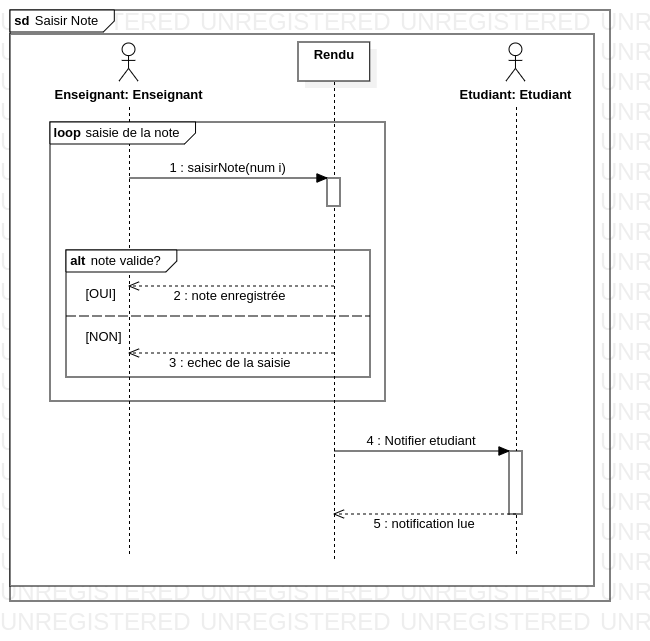 sd Saisir Note
Rendu
Enseignant: Enseignant
Etudiant: Etudiant
loop saisie de la note
1 : saisirNote(num i)
alt note valide?
[OUI]
2 : note enregistrée
[NON]
3 : echec de la saisie
4 : Notifier etudiant
5 : notification lue
UNREGISTERED UNREGISTERED UNREGISTERED UNR